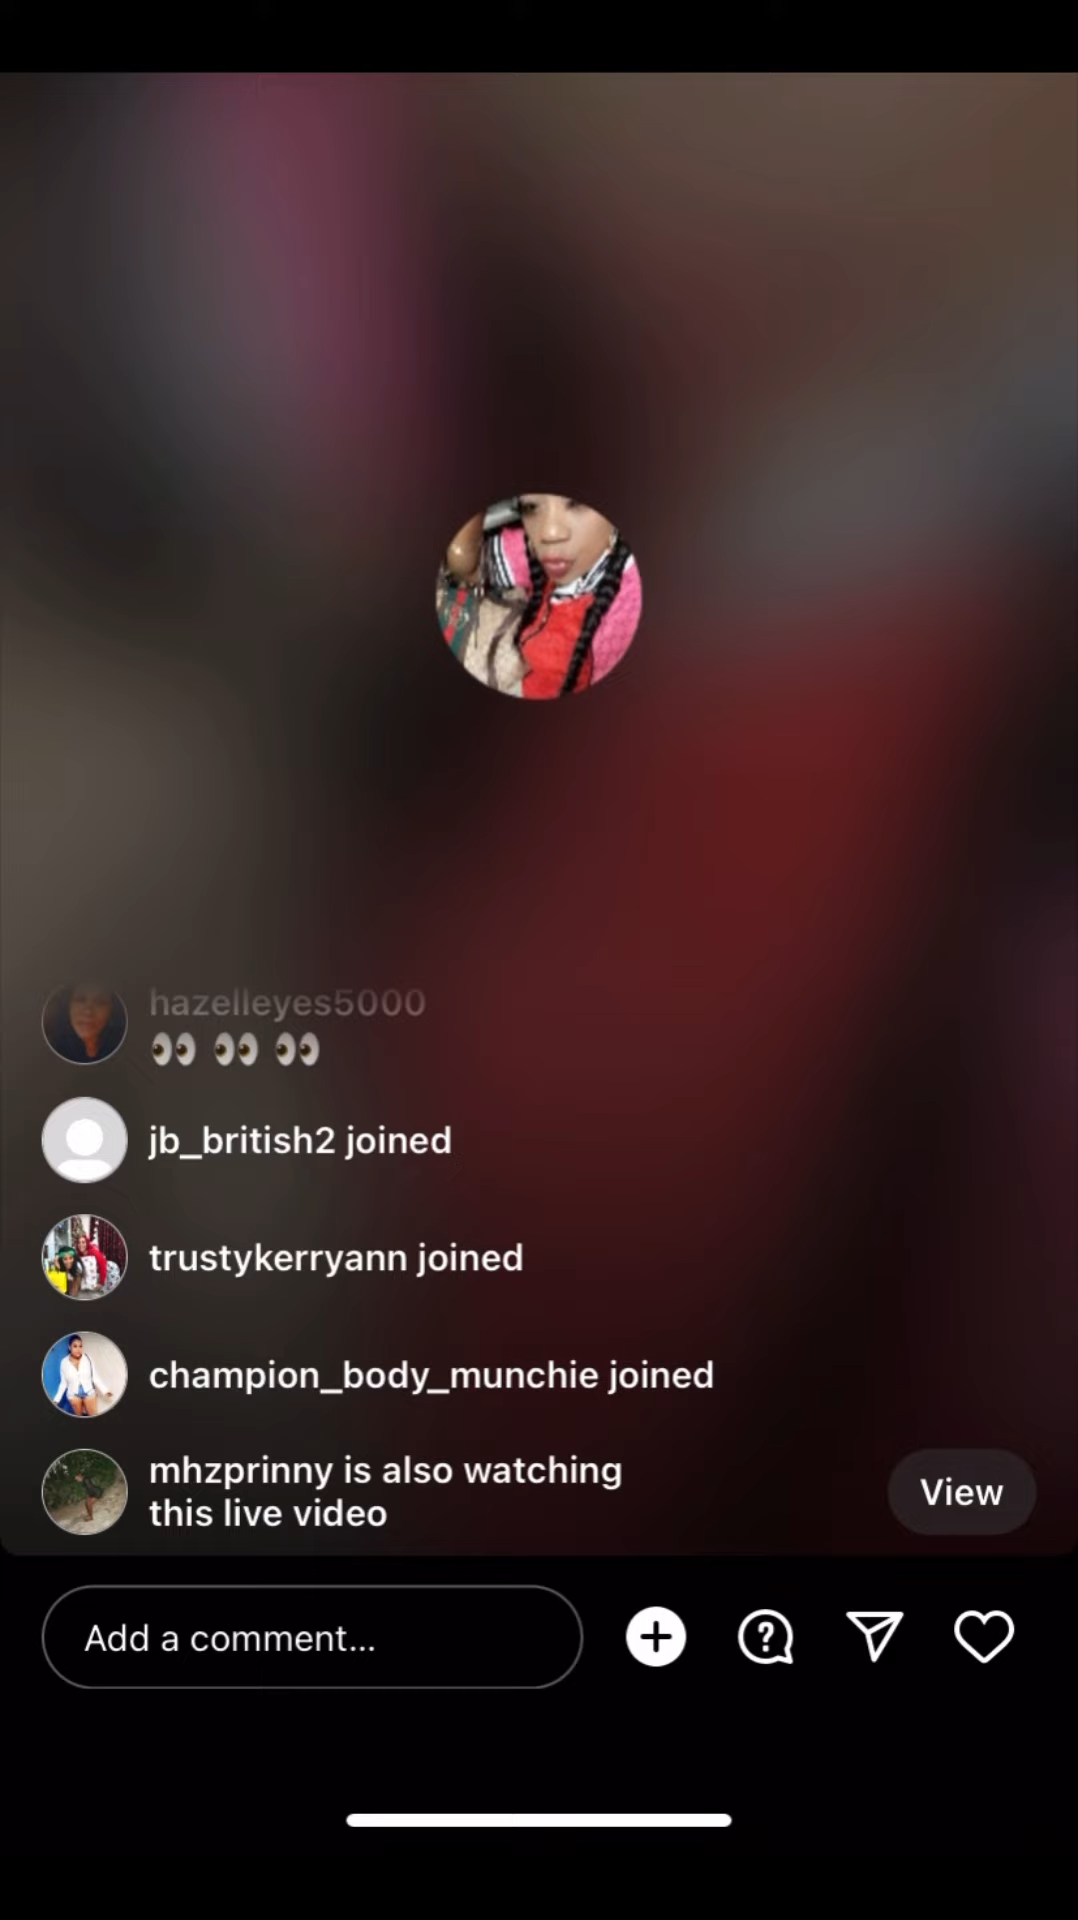 hazelleyes5000
👀 👀 👀
jb_british2 joined
trustykerryann joined
champion_body_munchie joined
mhzprinny is also watching
this live video
View
Add a comment...